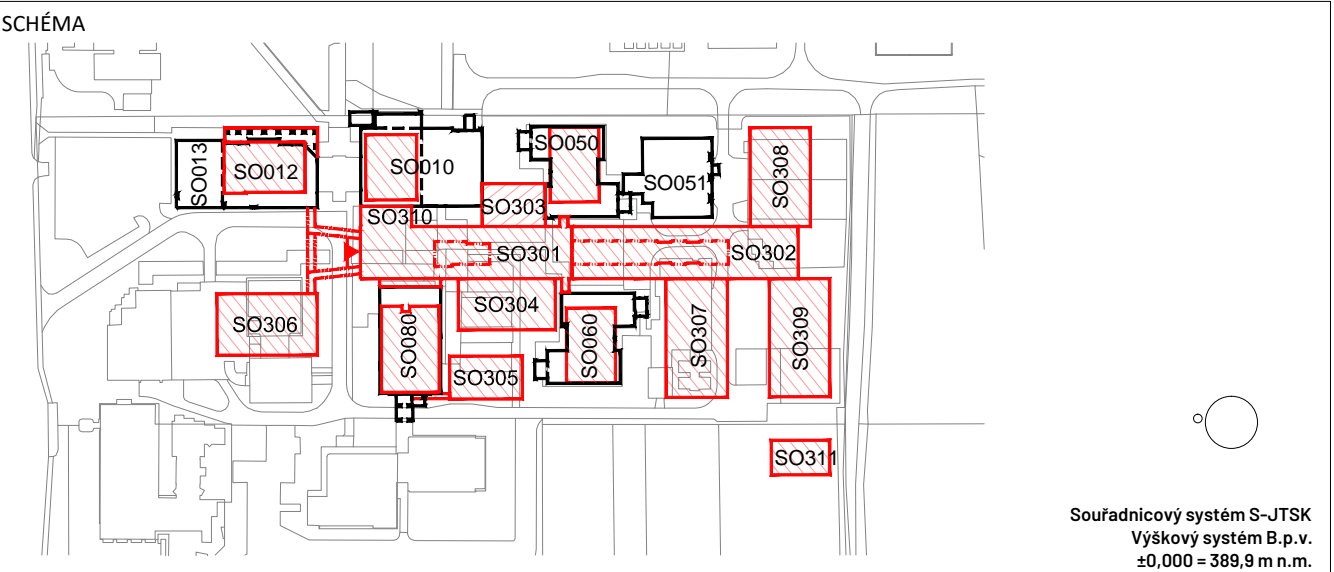 SCHÉMA
SO013
SO012
SO010
SO050
SO051
SO308
SO310
SO303
SO301
SO302
SO306
SO080
SO304
SO305
SO060
SO307
SO309
SO311
Souřadnicový systém S-JTSK
Výškový systém B.p.v.
±0,000 = 389,9 m n.m.